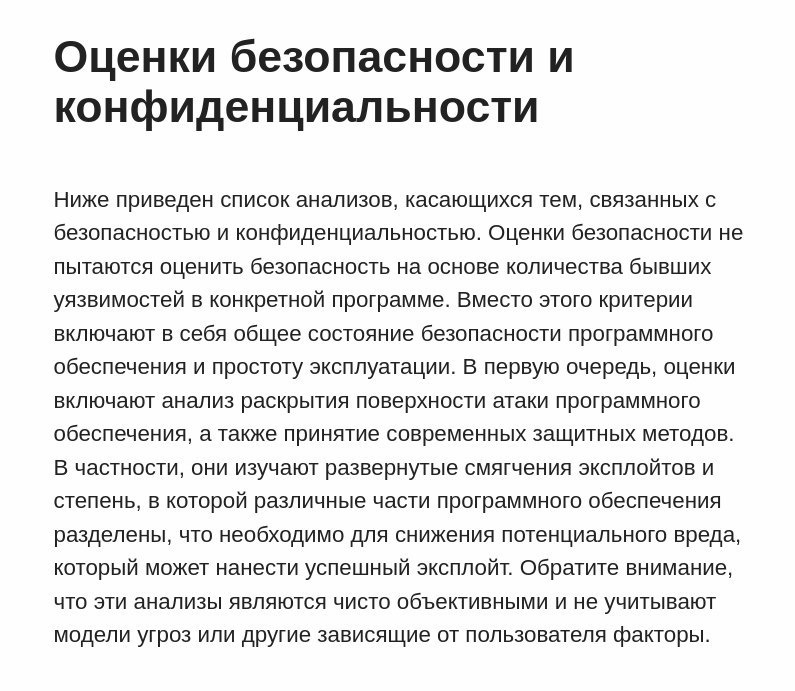 Оценки безопасности и
конфиденциальности
Ниже приведен список анализов, касающихся тем, связанных с
безопасностью и конфиденциальностью. Оценки безопасности не
пытаются оценить безопасность на основе количества бывших
уязвимостей в конкретной программе. Вместо этого критерии
включают в себя общее состояние безопасности программного
обеспечения и простоту эксплуатации. В первую очередь, оценки
включают анализ раскрытия поверхности атаки программного
обеспечения, а также принятие современных защитных методов.
В частности, они изучают развернутые смягчения эксплойтов и
степень, в которой различные части программного обеспечения
разделены, что необходимо для снижения потенциального вреда,
который может нанести успешный эксплойт. Обратите внимание,
что эти анализы являются чисто объективными и не учитывают
модели угроз или другие зависящие от пользователя факторы.